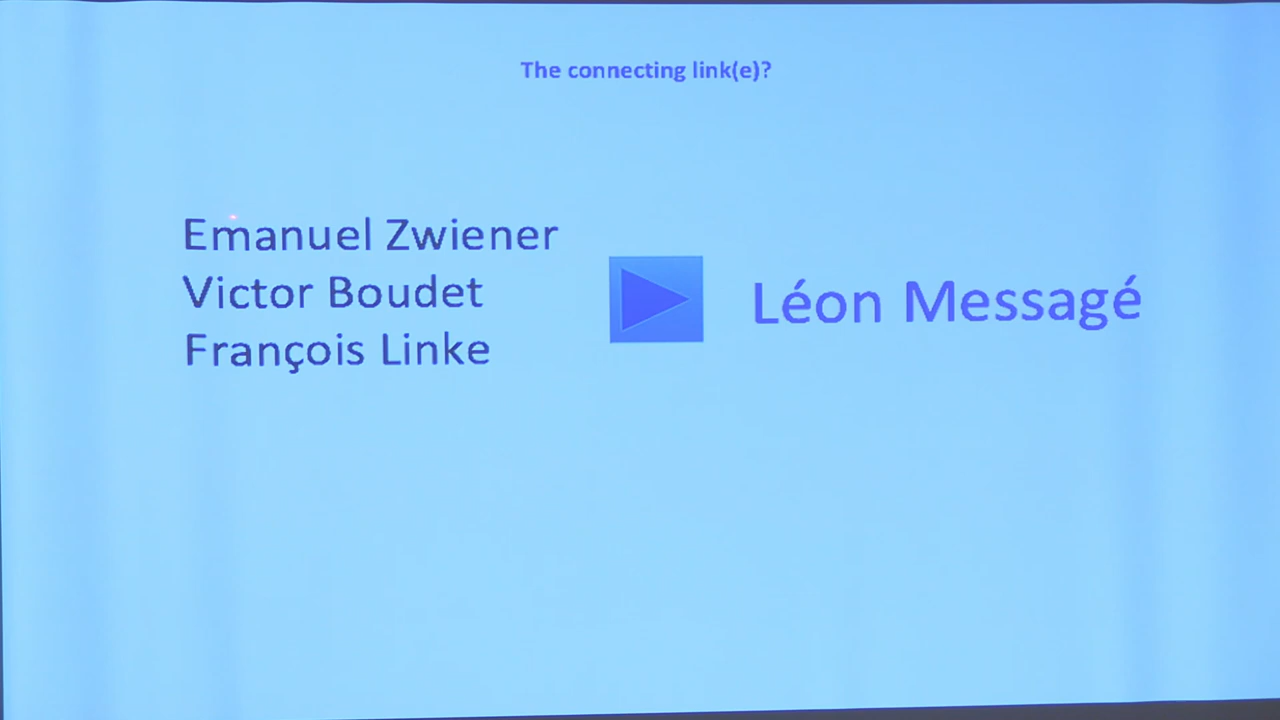 The connecting link(e)?
Emanuel Zwiener
Victor Boudet
François Linke
Léon Messagé